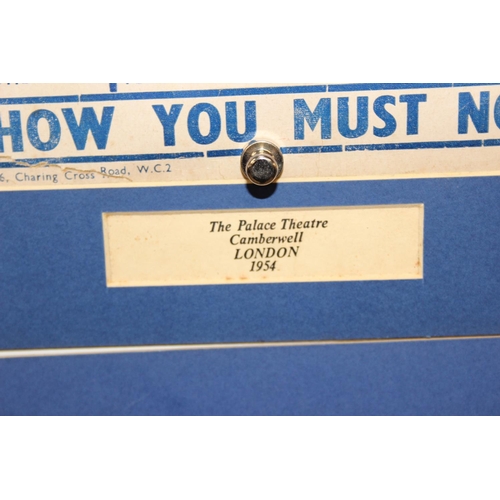 HOW YOU MUST NO
6, Charing Cross Road, W.C.2
The Palace Theatre
Camberwell
LONDON
1954